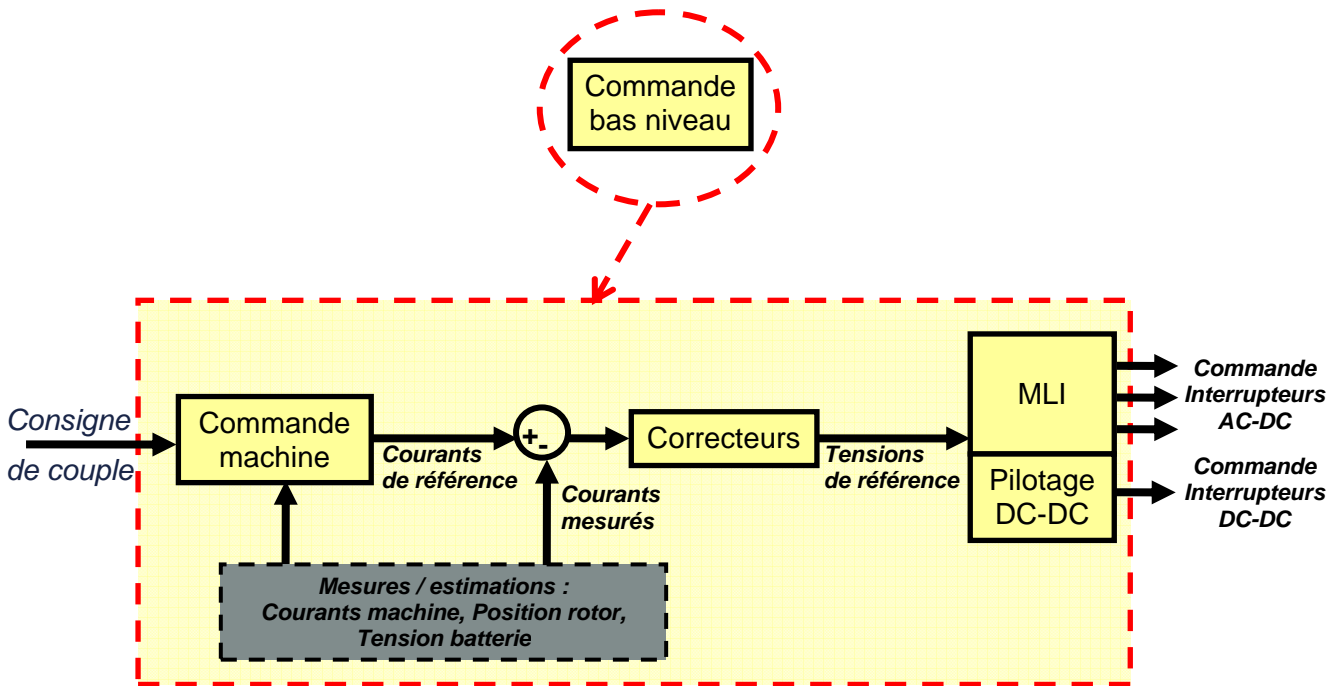 Commande
bas niveau
Consigne
de couple
Commande
machine
Courants
de référence
+
-
Courants
mesurés
Correcteurs
Tensions
de référence
MLI
Pilotage
DC-DC
Commande
Interrupteurs
AC-DC
Commande
Interrupteurs
DC-DC
Mesures / estimations :
Courants machine, Position rotor,
Tension batterie